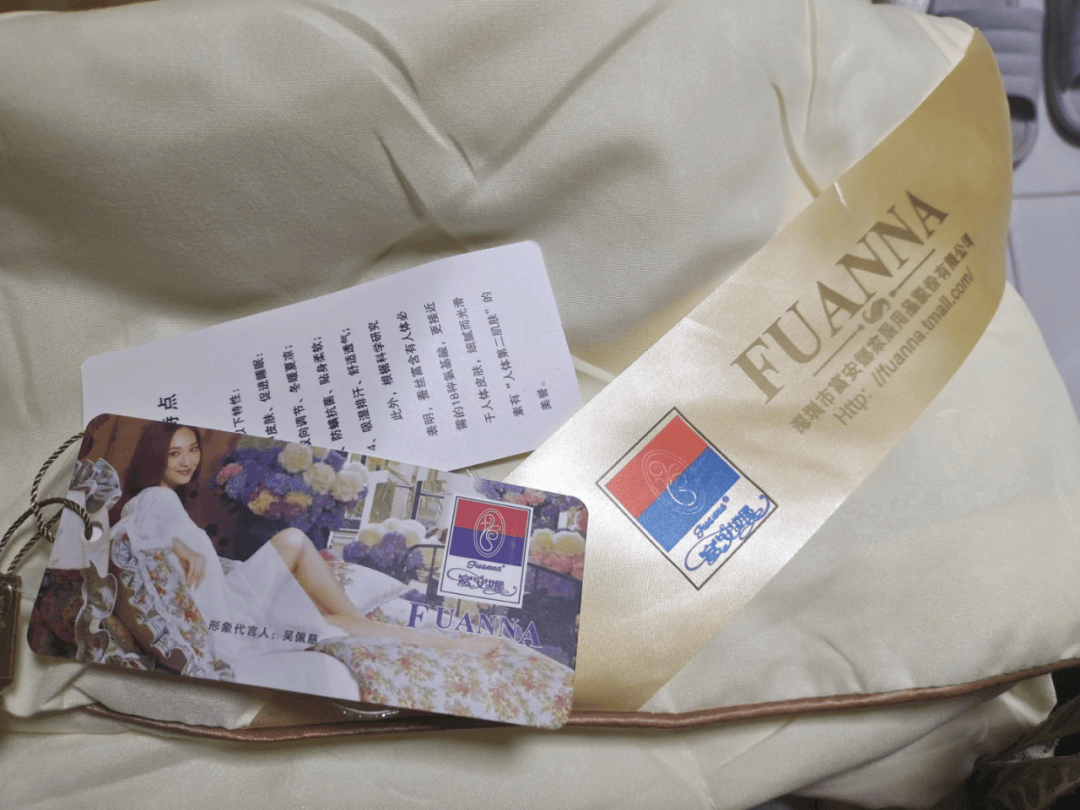 特点
下特性:
皮肤、促进睡眠;
双向调节、冬暖夏凉;
防螨抗菌、贴身柔软;
4、吸湿排汗、舒适透气;
此外,根据科学研究
表明,蚕丝富含有人体必
需的18种氨基酸,更接近
于人体皮肤,细腻而光滑
素有“人体第二肌肤”的
美誉。
Fuanna®
富安娜
FUANNA
形象代言人:吴佩慈
FUANNA
深圳市富安娜家居用品股份有限公司
Http: //fuanna.tmall.com/
Fuanna®
富安娜